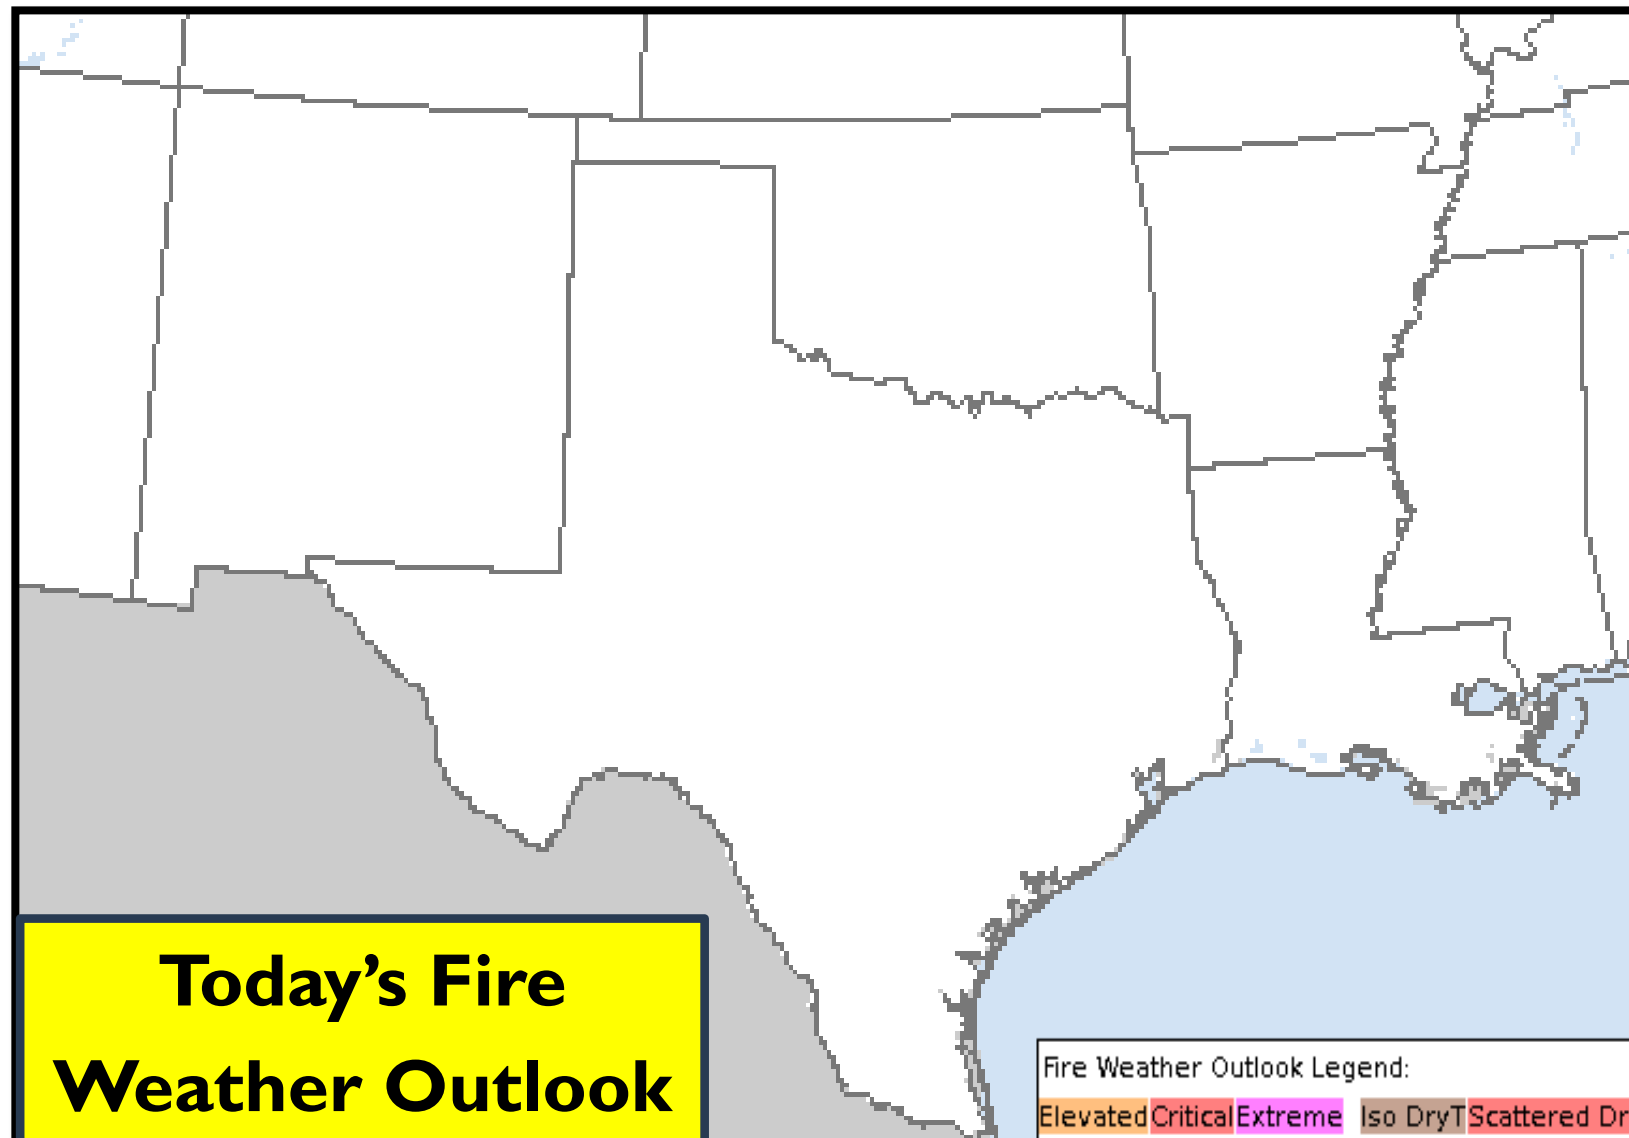 Today’s Fire
Weather Outlook
Fire Weather Outlook Legend:
Elevated Critical Extreme Iso DryT Scattered Dr